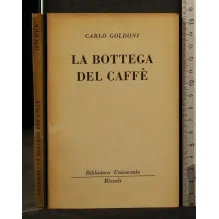 CARLO GOLDONI
LA BOTTEGA
DEL CAFFÈ
Biblioteca Universale
Rizzoli